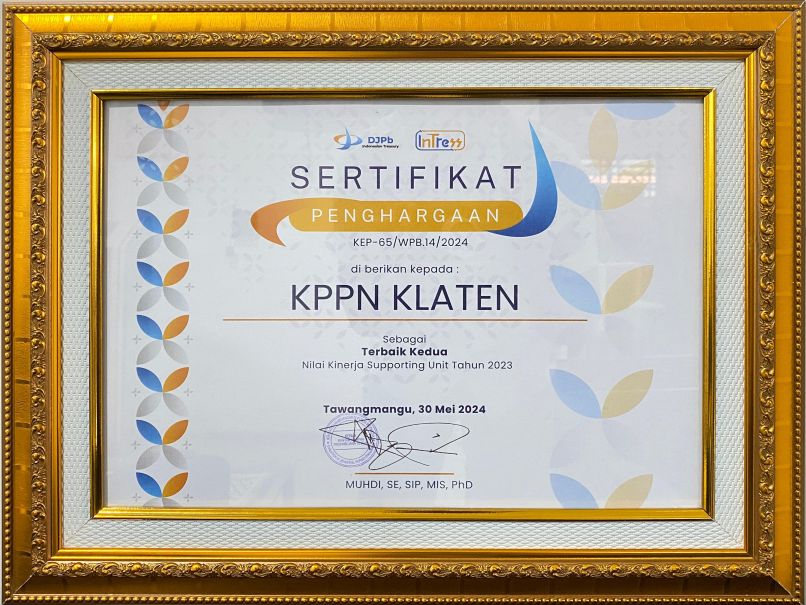 DJPb
Indonesian Treasury
InTress
SERTIFIKAT
PENGHARGAAN
KEP-65/WPB.14/2024
di berikan kepada :
KPPN KLATEN
Sebagai
Terbaik Kedua
Nilai Kinerja Supporting Unit Tahun 2023
Tawangmangu, 30 Mei 2024
MUHDI, SE, SIP, MIS, PhD